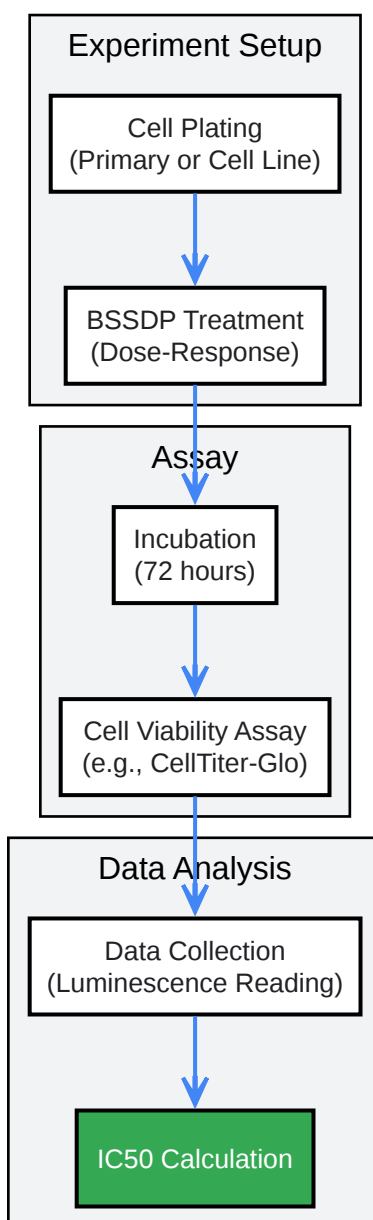 Experiment Setup
Cell Plating
(Primary or Cell Line)
BSSDP Treatment
(Dose-Response)
Assay
Incubation
(72 hours)
Cell Viability Assay
(e.g., CellTiter-Glo)
Data Analysis
Data Collection
(Luminescence Reading)
IC50 Calculation